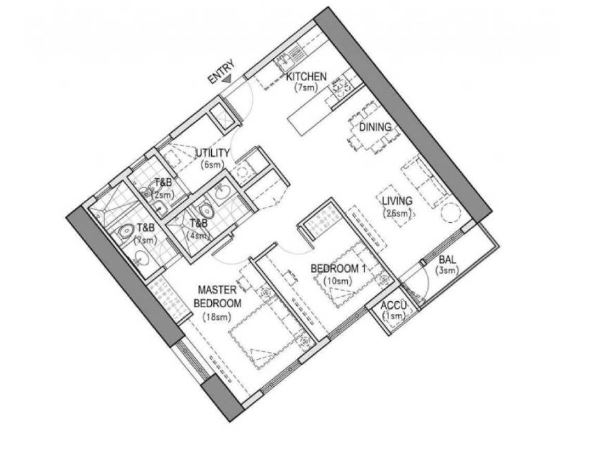 ENTRY
KITCHEN
(7sm)
DINING
UTILITY
(6sm)
T&B
(2sm)
LIVING
(26sm)
T&B
(4sm)
T&B
(7sm)
BAL
(3sm)
BEDROOM 1
(10sm)
MASTER
BEDROOM
(18sm)
ACCU
(1sm)